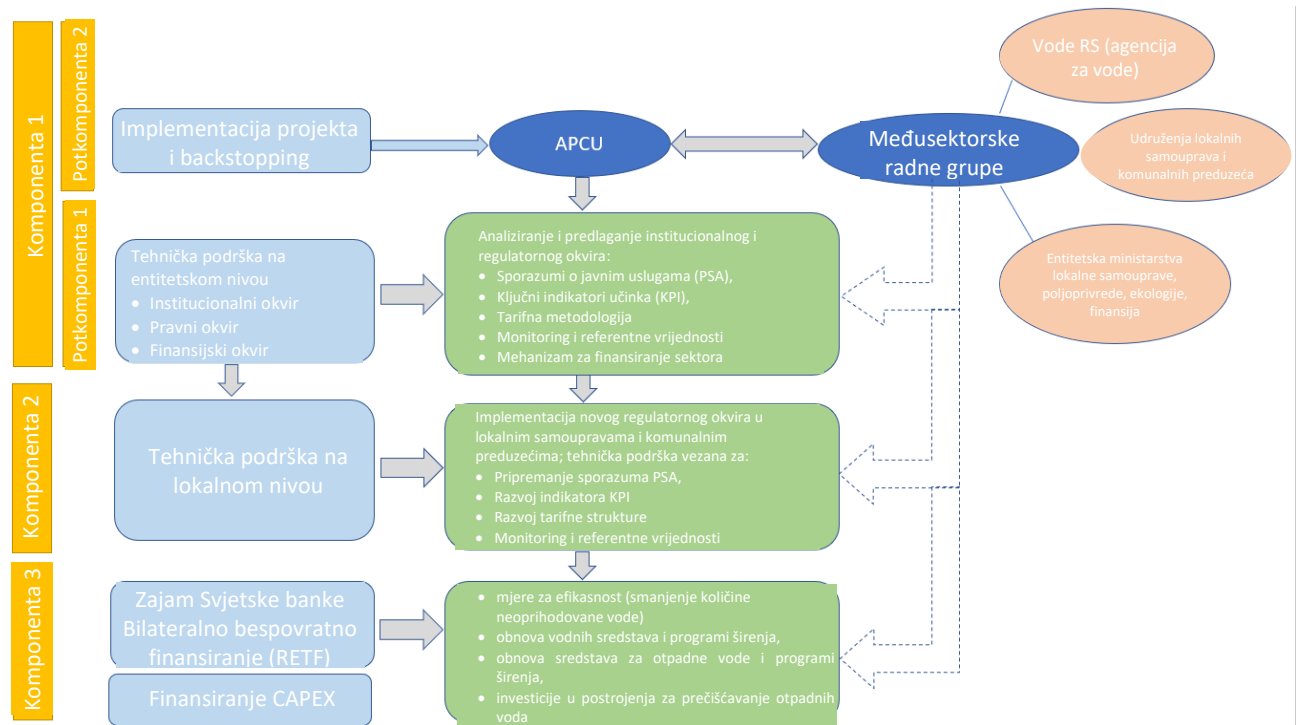 Komponenta 1
Potkomponenta 2
Implementacija projekta
i backstopping
APCU
Međusektorske
radne grupe
Vode RS (agencija
za vode)
Udruženja lokalnih
samouprava i
komunalnih preduzeća
Entitetska ministarstva
lokalne samouprave,
poljoprivrede, ekologije,
finansija
Potkomponenta 1
Tehnička podrška na
entitetskom nivou
• Institucionalni okvir
• Pravni okvir
• Finansijski okvir
Analiziranje i predlaganje institucionalnog i
regulatornog okvira:
• Sporazumi o javnim uslugama (PSA),
• Ključni indikatori učinka (KPI),
• Tarifna metodologija
• Monitoring i referentne vrijednosti
• Mehanizam za finansiranje sektora
Komponenta 2
Tehnička podrška na
lokalnom nivou
Implementacija novog regulatornog okvira u
lokalnim samoupravama i komunalnim
preduzećima; tehnička podrška vezana za:
• Pripremanje sporazuma PSA,
• Razvoj indikatora KPI
• Razvoj tarifne strukture
• Monitoring i referentne vrijednosti
Komponenta 3
Zajam Svjetske banke
Bilateralno bespovratno
finansiranje (RETF)
Finansiranje CAPEX
• mjere za efikasnost (smanjenje količine
neoprihodovane vode)
• obnova vodnih sredstava i programi širenja,
• obnova sredstava za otpadne vode i programi
širenja,
• investicije u postrojenja za prečišćavanje otpadnih
voda